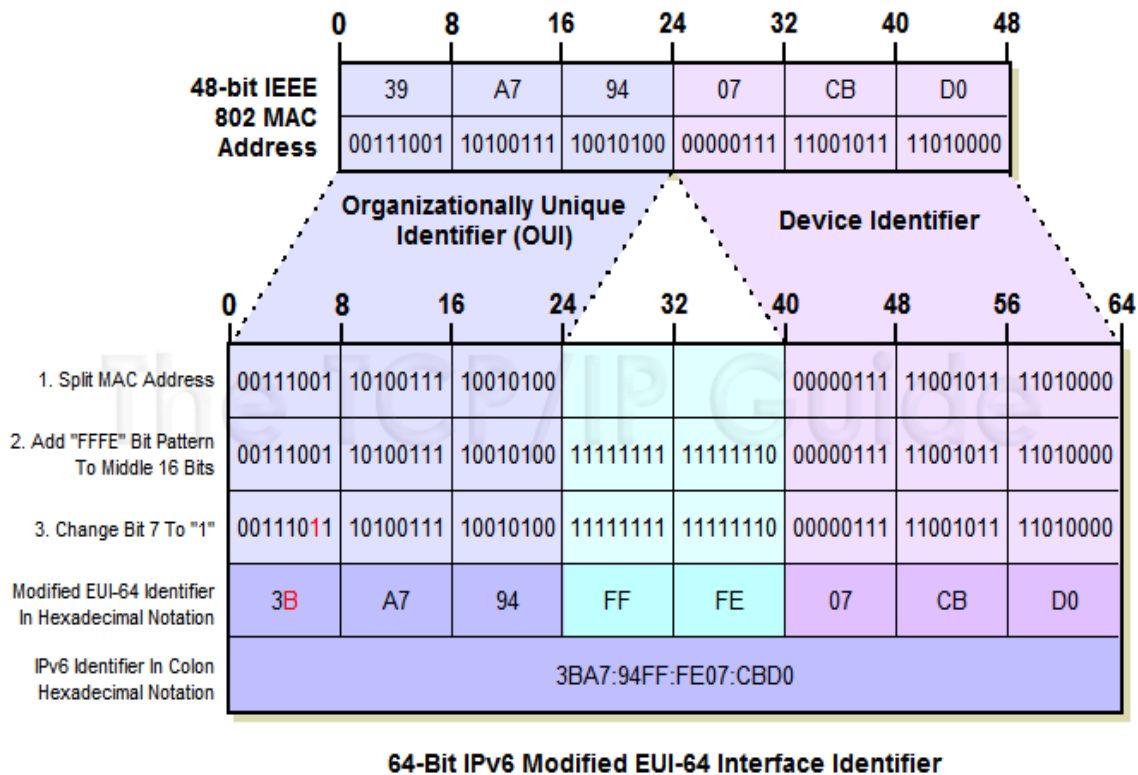 0 8 16 24 32 40 48
48-bit IEEE
802 MAC
Address
39 A7 94 07 CB D0
00111001 10100111 10010100 00000111 11001011 11010000
Organizationally Unique
Identifier (OUI)
Device Identifier
0 8 16 24 32 40 48 56 64
The TCP/IP Guide
1. Split MAC Address 00111001 10100111 10010100 00000111 11001011 11010000
2. Add "FFFE" Bit Pattern
To Middle 16 Bits
00111001 10100111 10010100 11111111 11111110 00000111 11001011 11010000
3. Change Bit 7 To "1" 00111011 10100111 10010100 11111111 11111110 00000111 11001011 11010000
Modified EUI-64 Identifier
In Hexadecimal Notation
3B A7 94 FF FE 07 CB D0
IPv6 Identifier In Colon
Hexadecimal Notation
3BA7:94FF:FE07:CBD0
64-Bit IPv6 Modified EUI-64 Interface Identifier